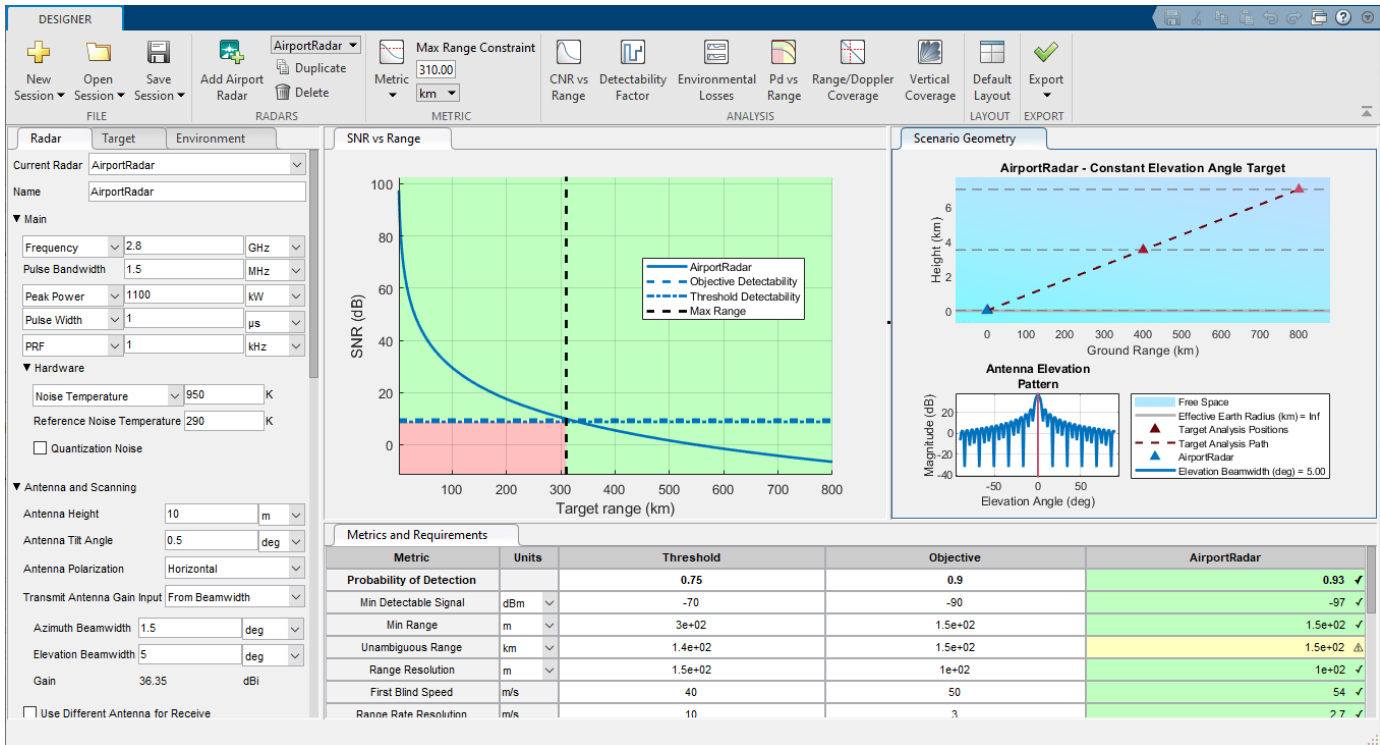 DESIGNER
New Session
Open Session
Save Session
FILE
Add Airport Radar
AirportRadar
Duplicate
Delete
RADARS
Metric
Max Range Constraint
310.00
km
METRIC
CNR vs Range
Detectability Factor
Environmental Losses
Pd vs Range
Range/Doppler Coverage
Vertical Coverage
ANALYSIS
Default Layout
LAYOUT
Export
EXPORT
Radar Target Environment
Current Radar AirportRadar
Name AirportRadar
Main
Frequency 2.8 GHz
Pulse Bandwidth 1.5 MHz
Peak Power 1100 kW
Pulse Width 1 µs
PRF 1 kHz
Hardware
Noise Temperature 950 K
Reference Noise Temperature 290 K
Quantization Noise
Antenna and Scanning
Antenna Height 10 m
Antenna Tilt Angle 0.5 deg
Antenna Polarization Horizontal
Transmit Antenna Gain Input From Beamwidth
Azimuth Beamwidth 1.5 deg
Elevation Beamwidth 5 deg
Gain 36.35 dBi
Use Different Antenna for Receive
SNR vs Range
100
80
60
40
20
0
SNR (dB)
AirportRadar
Objective Detectability
Threshold Detectability
Max Range
100 200 300 400 500 600 700 800
Target range (km)
Scenario Geometry
AirportRadar - Constant Elevation Angle Target
6
4
2
0
Height (km)
0 100 200 300 400 500 600 700 800
Ground Range (km)
Antenna Elevation
Pattern
20
0
-20
-40
Magnitude (dB)
-50 0 50
Elevation Angle (deg)
Free Space
Effective Earth Radius (km) = Inf
Target Analysis Positions
Target Analysis Path
AirportRadar
Elevation Beamwidth (deg) = 5.00
Metrics and Requirements
Metric Units Threshold Objective AirportRadar
Probability of Detection 0.75 0.9 0.93 ✓
Min Detectable Signal dBm -70 -90 -97 ✓
Min Range m 3e+02 1.5e+02 1.5e+02 ✓
Unambiguous Range km 1.4e+02 1.5e+02 1.5e+02 ⚠
Range Resolution m 1.5e+02 1e+02 1e+02 ✓
First Blind Speed m/s 40 50 54 ✓
Range Rate Resolution m/s 10 3 2.7 ✓